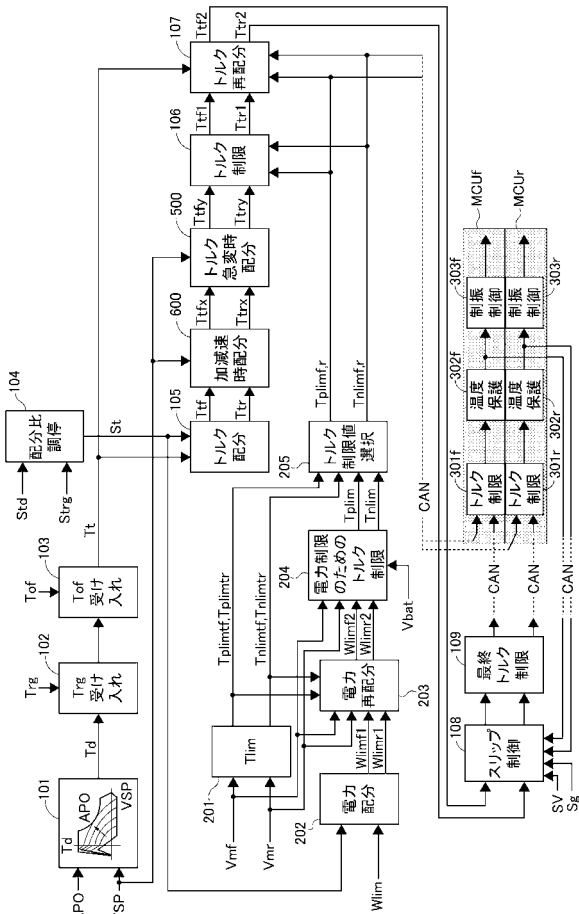 APO
VSP
101
Td
APO
VSP
Td
Trg
102
Trg
受け
入れ
Tof
103
Tof
受け
入れ
Tt
Std
Strg
104
配分比
調停
St
105
トルク
配分
Ttf
Ttr
600
加減速
時配分
Ttfx
Ttrx
500
トルク
急変時
配分
Ttfy
Ttry
106
トルク
制限
Ttf1
Ttr1
107
トルク
再配分
Ttf2
Ttr2
Vmf
Vmr
201
Tlim
Tplimtf,Tplimtr
Tnlimtf,Tnlimtr
Wlim
202
電力
配分
Wlimf1
Wlimr1
203
電力
再配分
Wlimf2
Wlimr2
204
電力制限
のための
トルク
制限
Vbat
Tplim
Tnlim
205
トルク
制限値
選択
Tplimf,r
Tnlimf,r
CAN
108
スリップ
制御
SV
Sg
109
最終
トルク
制限
CAN
CAN
CAN
CAN
301f
トルク
制限
302f
温度
保護
303f
制振
制御
MCUf
トルク
制限
301r
温度
保護
302r
制振
制御
303r
MCUr